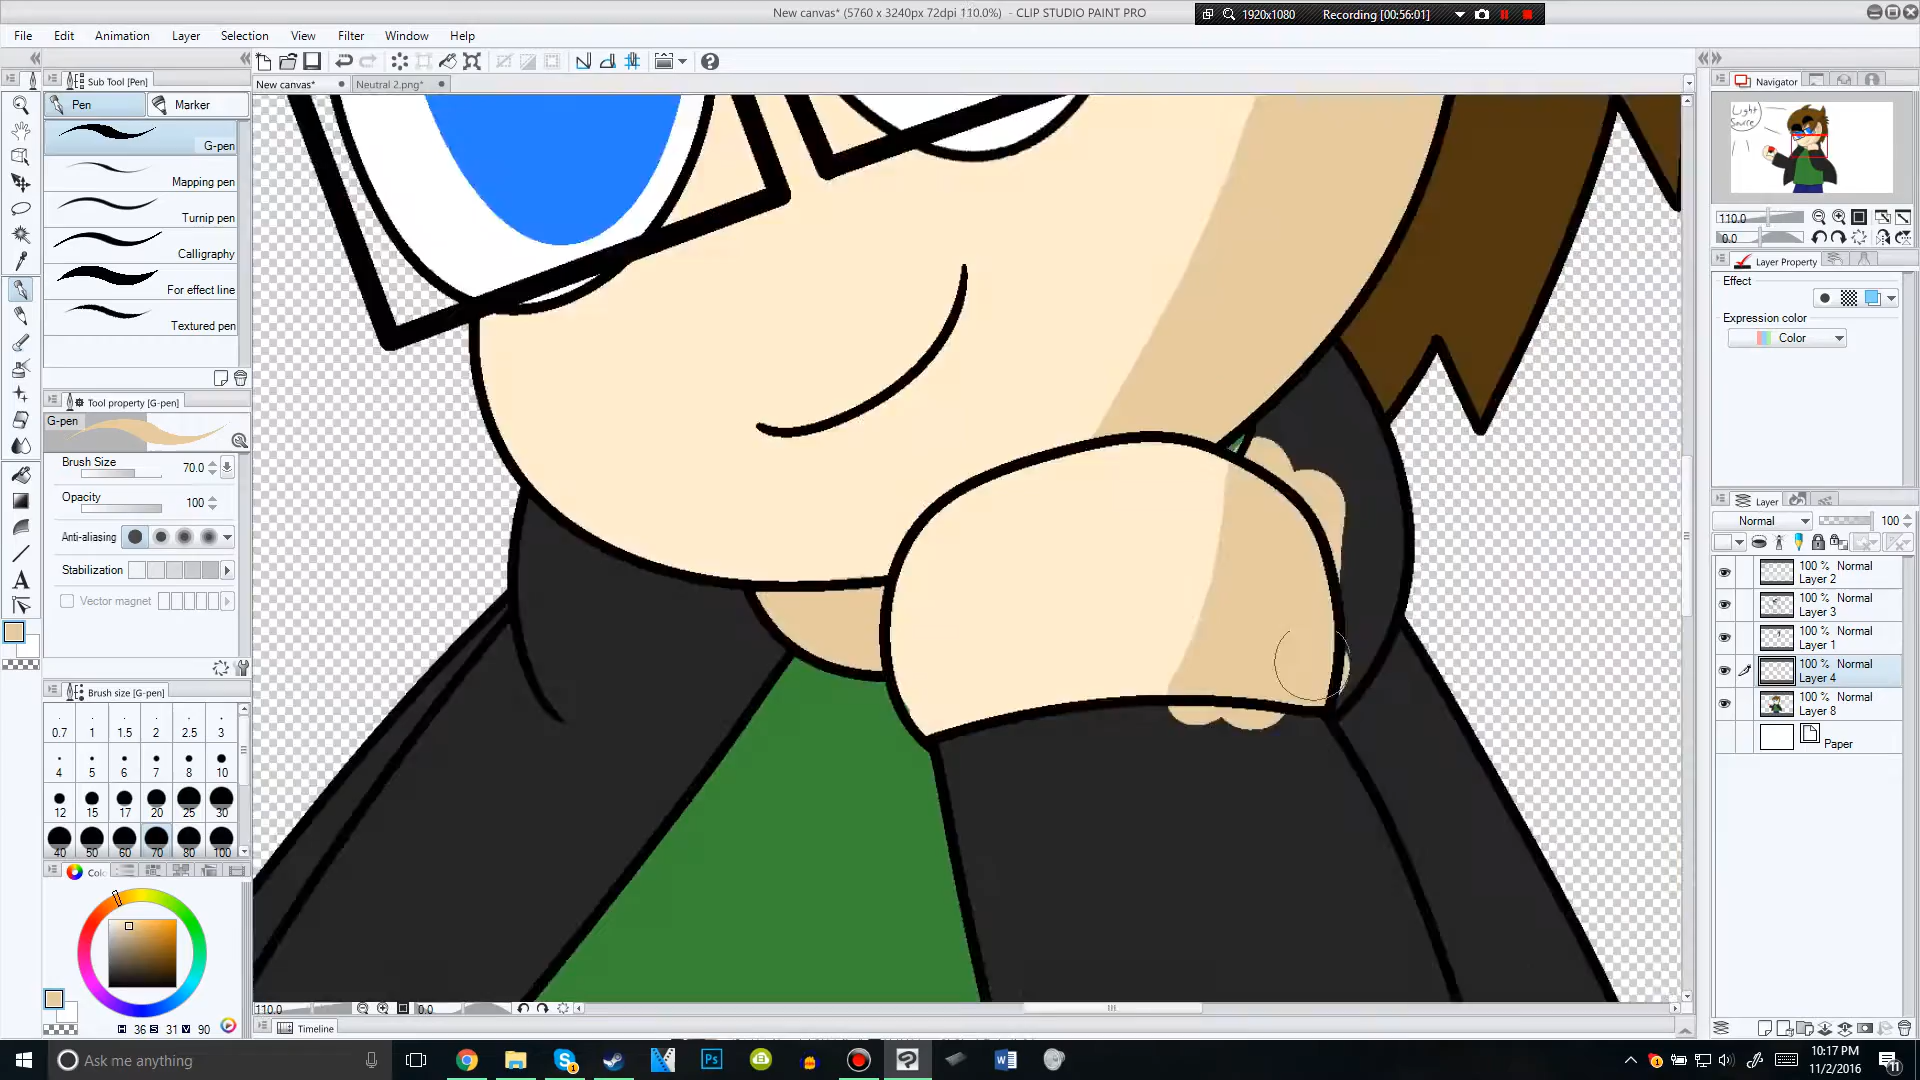 New canvas* (5760 x 3240px 72dpi 110.0%) - CLIP STUDIO PAINT PRO
1920x1080
Recording [00:56:01]
File Edit Animation Layer Selection View Filter Window Help
Sub Tool [Pen]
New canvas*
Neutral 2.png*
Navigator
Pen
Marker
G-pen
Mapping pen
Turnip pen
Calligraphy
For effect line
Textured pen
Light
Source
110.0
0.0
Layer Property
Effect
Expression color
Color
Tool property [G-pen]
G-pen
Brush Size
70.0
Opacity
100
Anti-aliasing
Stabilization
Vector magnet
Layer
Normal
100
100 % Normal
Layer 2
100 % Normal
Layer 3
100 % Normal
Layer 1
100 % Normal
Layer 4
100 % Normal
Layer 8
Paper
Brush size [G-pen]
0.7 1 1.5 2 2.5 3
4 5 6 7 8 10
12 15 17 20 25 30
40 50 60 70 80 100
Colo
H 36 S 31 V 90
110.0
0.0
Timeline
Ask me anything
10:17 PM
11/2/2016
11